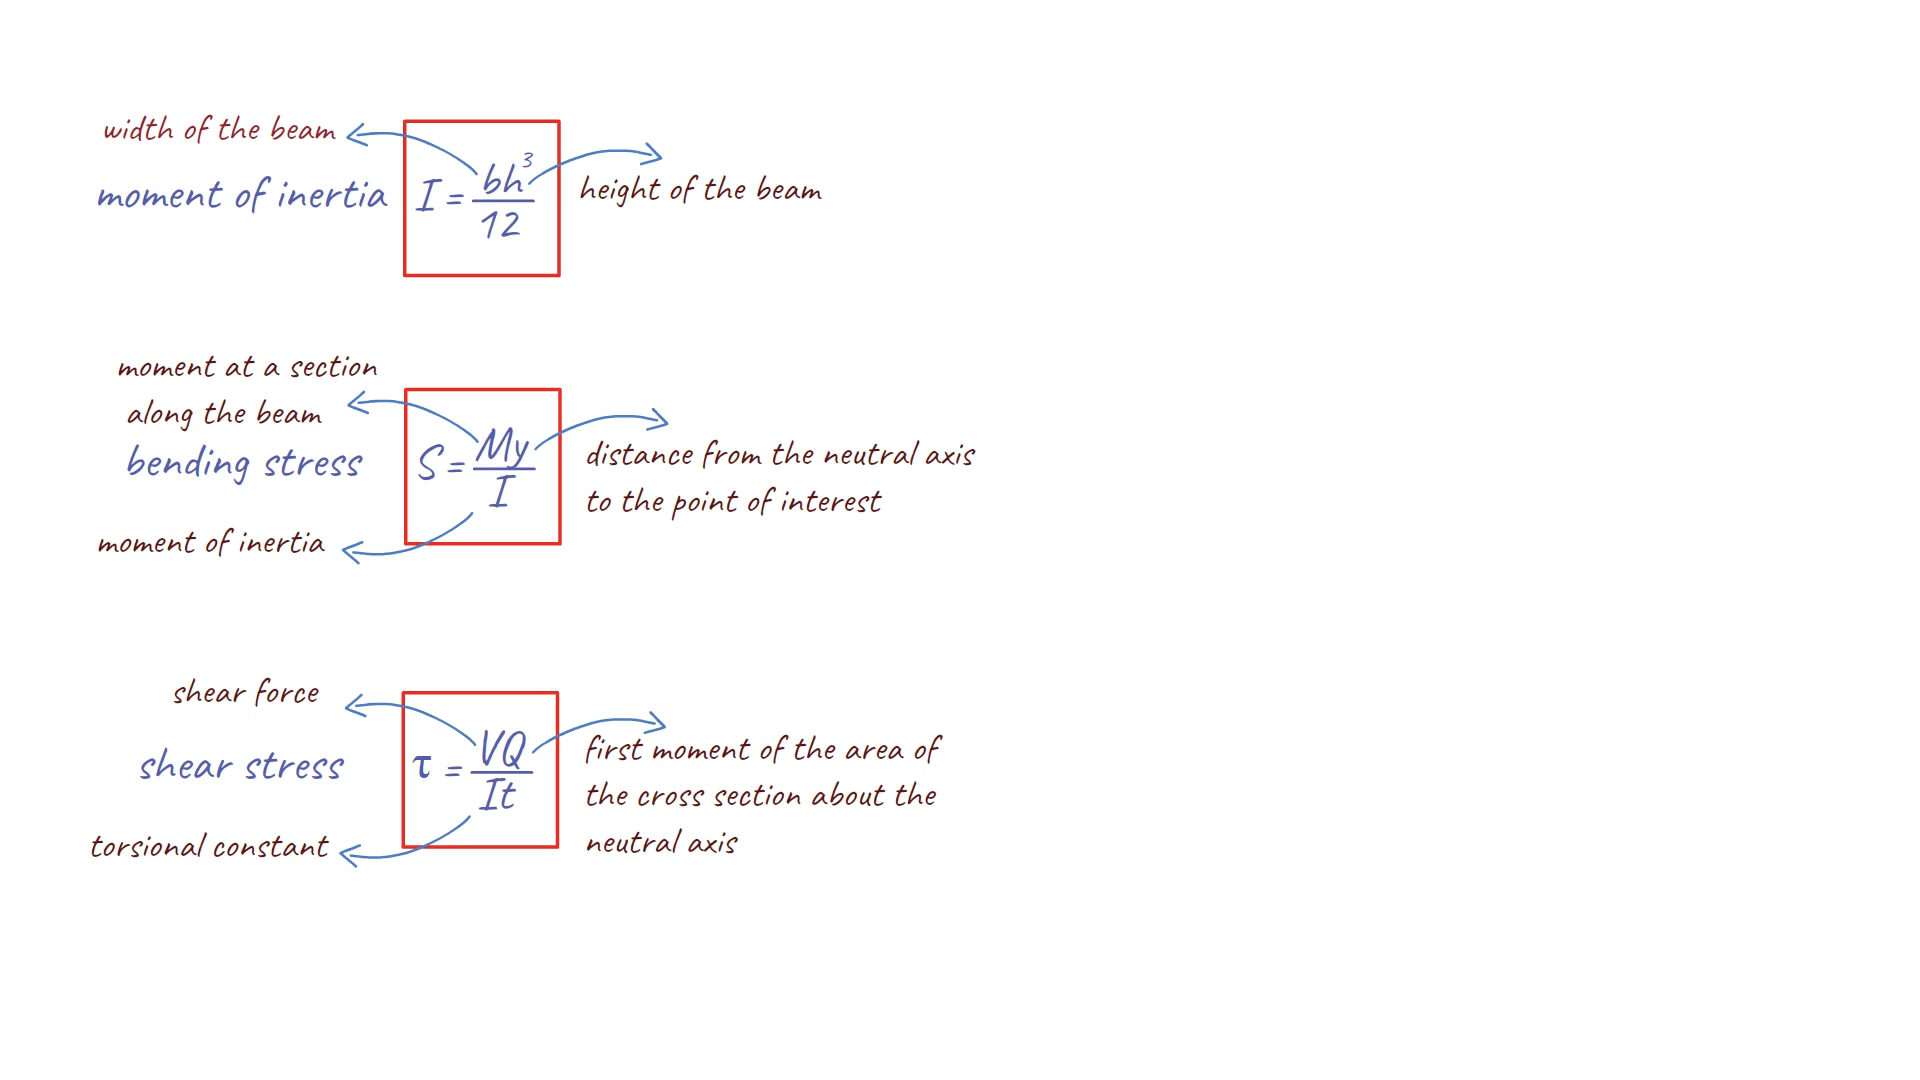 width of the beam
moment of inertia
I = bh³/12
height of the beam
moment at a section
along the beam
bending stress
S = My/I
distance from the neutral axis
to the point of interest
moment of inertia
shear force
shear stress
τ = VQ/It
first moment of the area of
the cross section about the
neutral axis
torsional constant